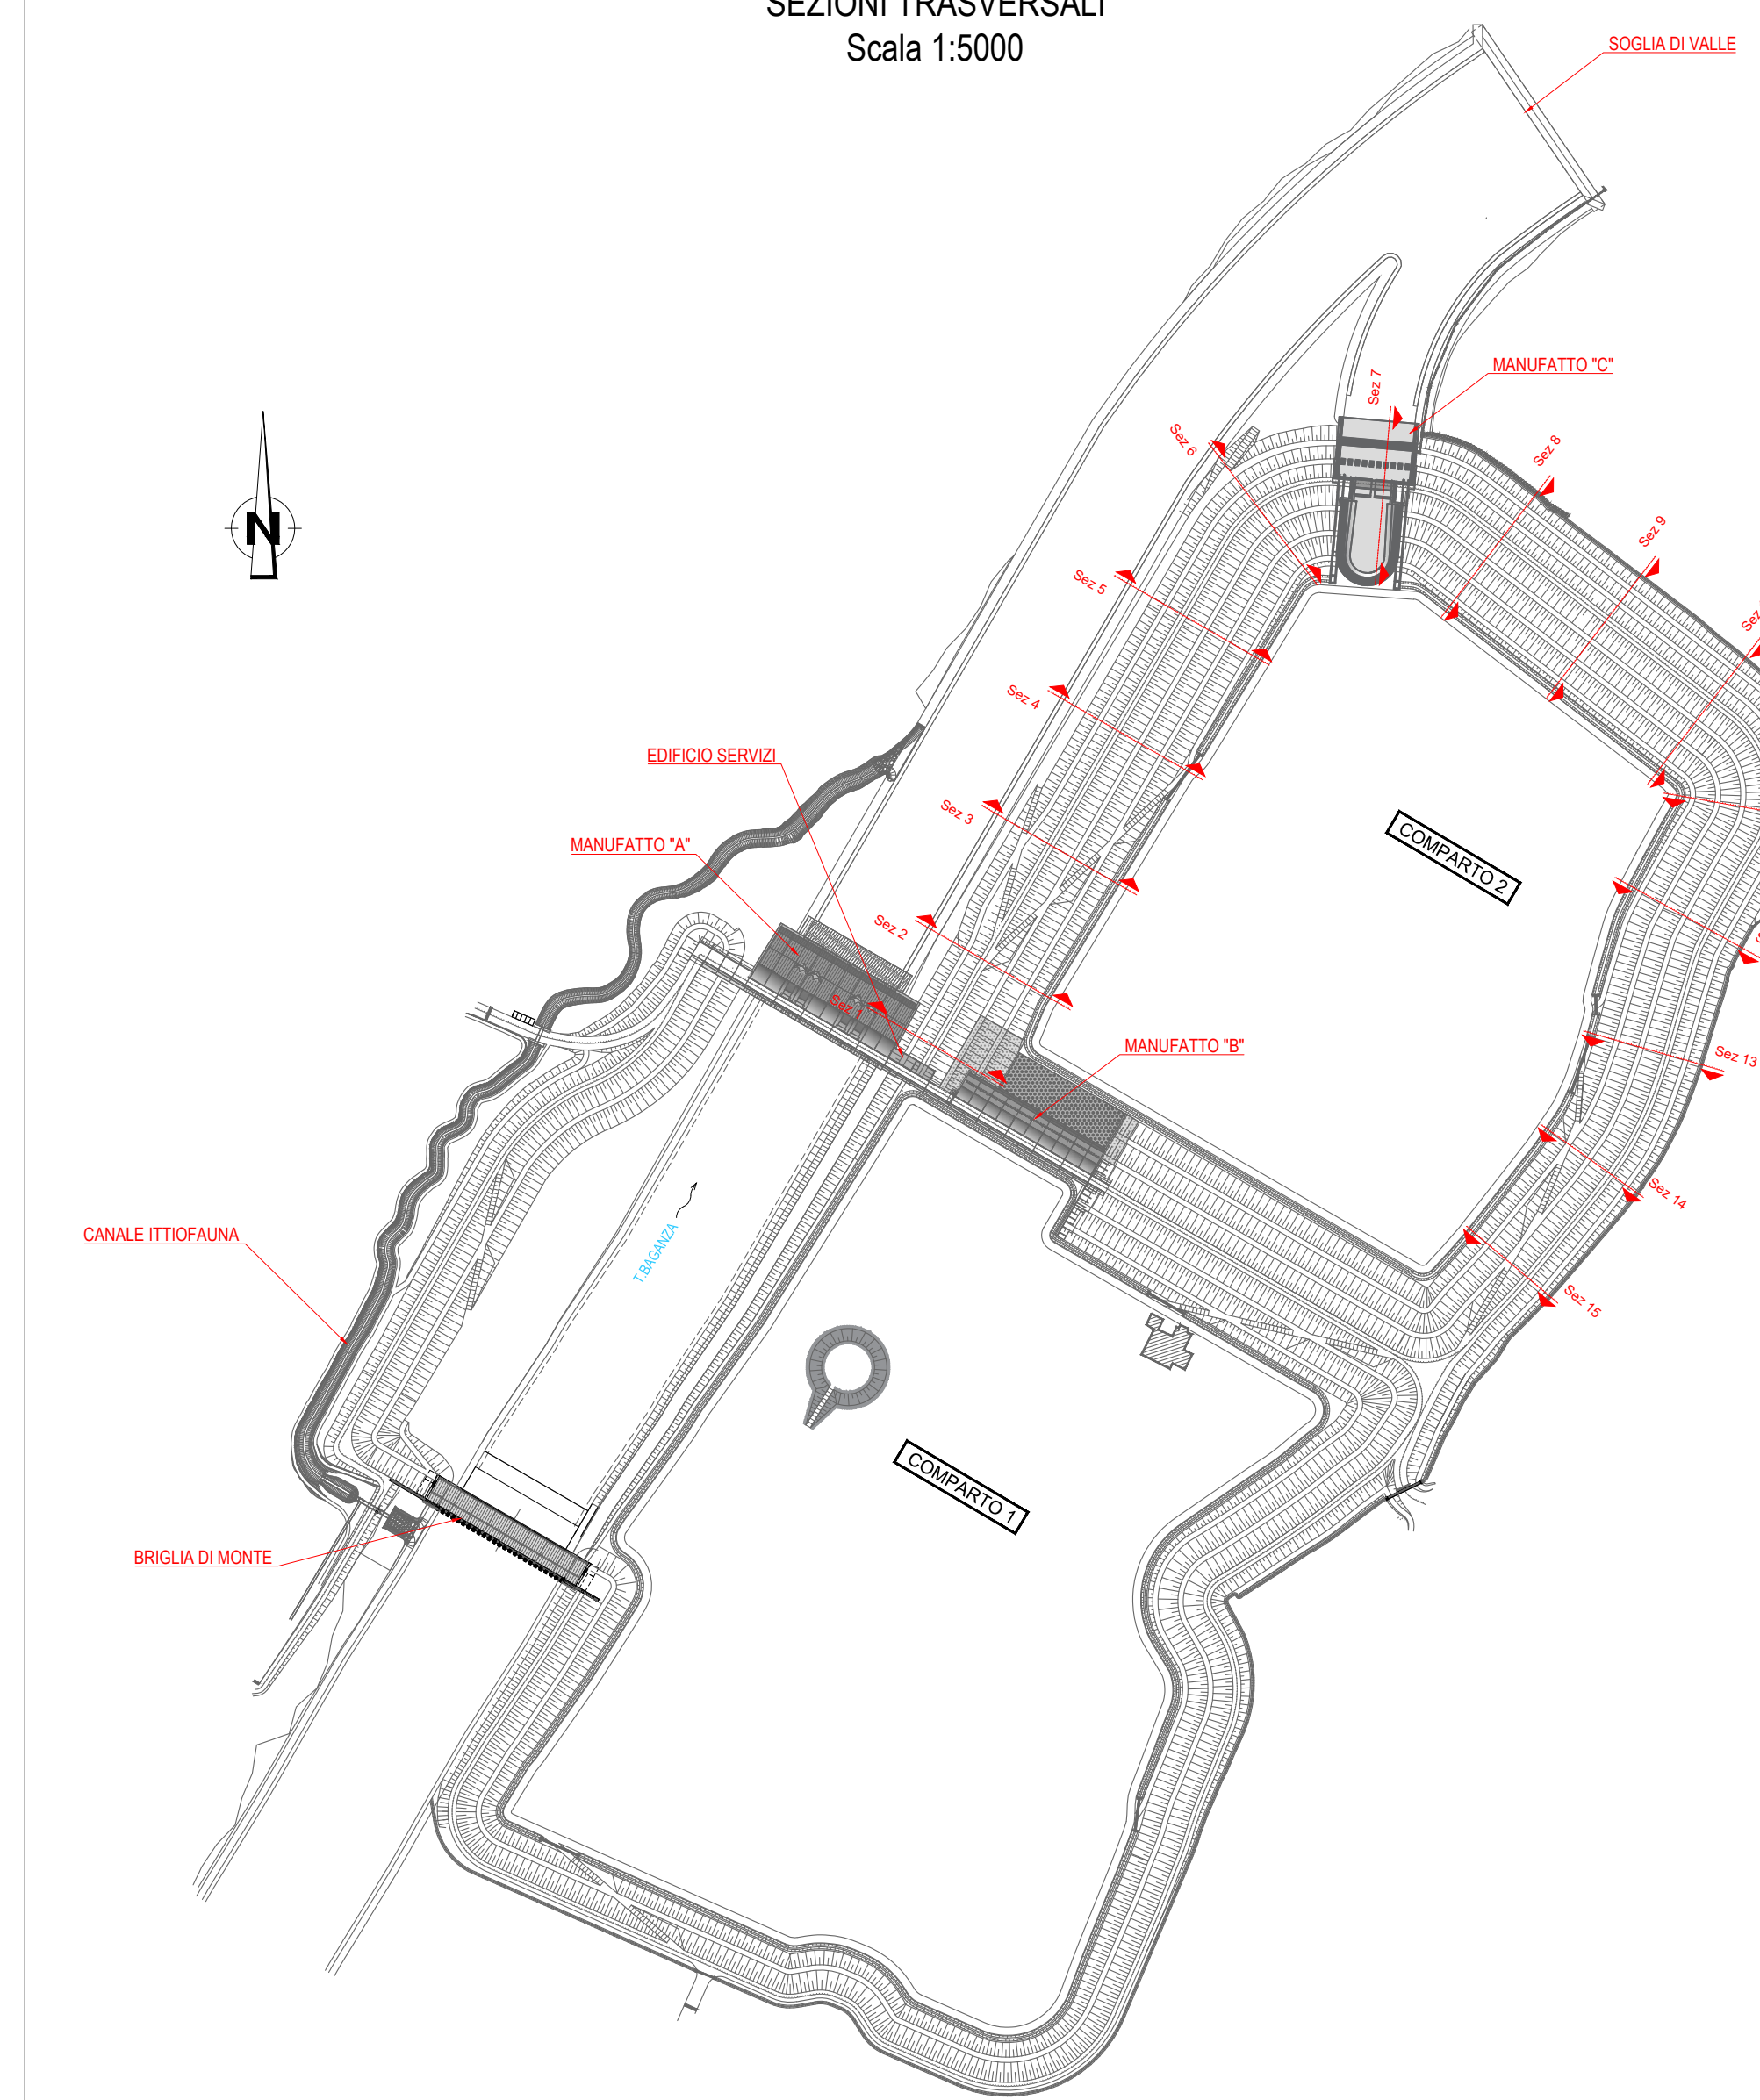 SEZIONI TRASVERSALI
Scala 1:5000
SOGLIA DI VALLE
MANUFATTO "C"
Sez 7
Sez 6
Sez 8
Sez 9
Sez
Sez 5
N
Sez 4
EDIFICIO SERVIZI
Sez 3
MANUFATTO "A"
COMPARTO 2
Sez 2
Sez 1
MANUFATTO "B"
Sez 13
Sez 14
T.BAGANZA
CANALE ITTIOFAUNA
Sez 15
COMPARTO 1
BRIGLIA DI MONTE